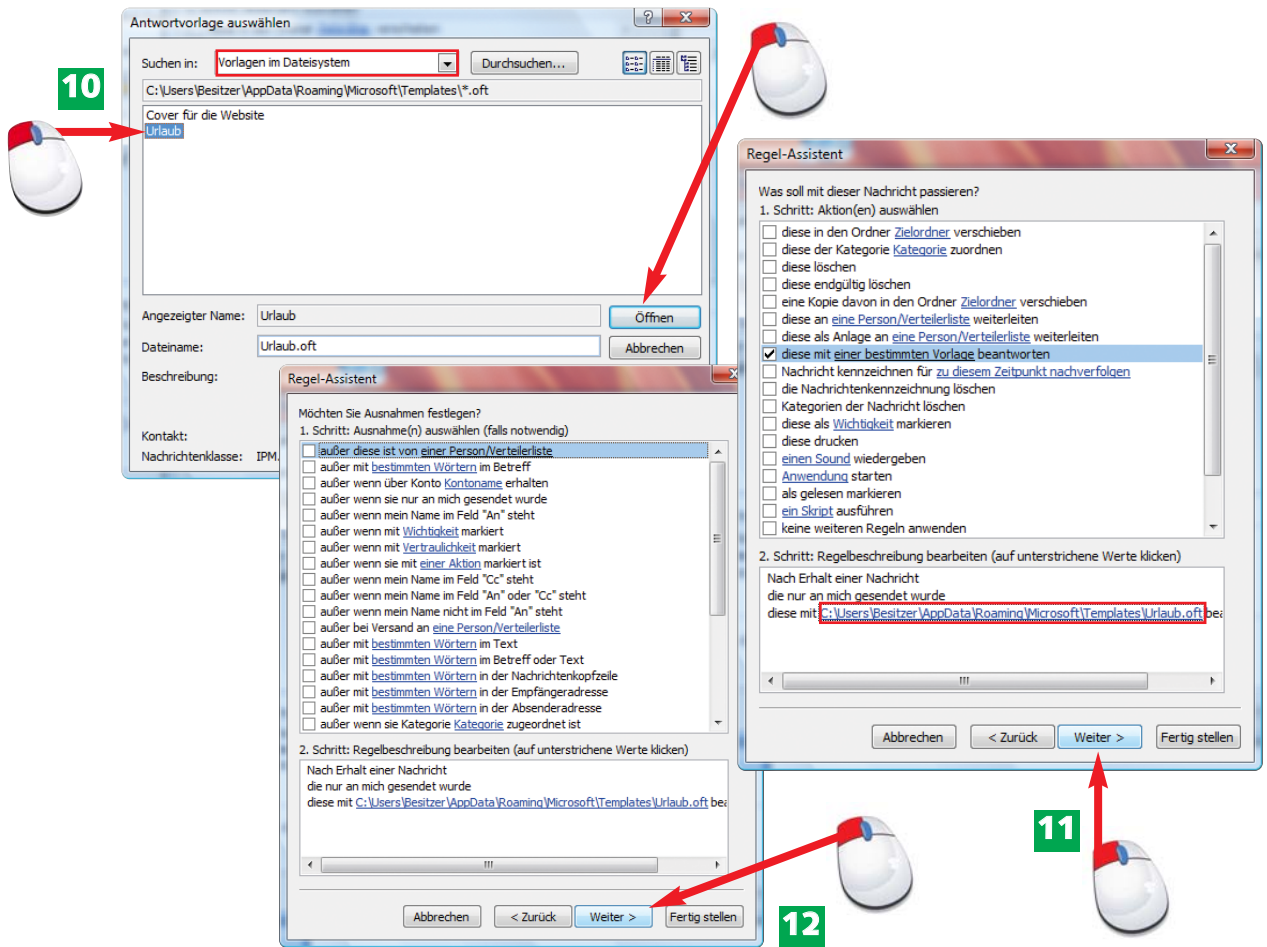 Antwortvorlage auswählen
Suchen in: Vorlagen im Dateisystem Durchsuchen...
C:\Users\Besitzer\AppData\Roaming\Microsoft\Templates\*.oft
Cover für die Website
Urlaub
10
Angezeigter Name: Urlaub Öffnen
Dateiname: Urlaub.oft Abbrechen
Beschreibung:
Kontakt:
Nachrichtenklasse: IPM.
Regel-Assistent
Was soll mit dieser Nachricht passieren?
1. Schritt: Aktion(en) auswählen
diese in den Ordner Zielordner verschieben
diese der Kategorie Kategorie zuordnen
diese löschen
diese endgültig löschen
eine Kopie davon in den Ordner Zielordner verschieben
diese an eine Person/Verteilerliste weiterleiten
diese als Anlage an eine Person/Verteilerliste weiterleiten
diese mit einer bestimmten Vorlage beantworten
Nachricht kennzeichnen für zu diesem Zeitpunkt nachverfolgen
die Nachrichtenkennzeichnung löschen
Kategorien der Nachricht löschen
diese als Wichtigkeit markieren
diese drucken
einen Sound wiedergeben
Anwendung starten
als gelesen markieren
ein Skript ausführen
keine weiteren Regeln anwenden
2. Schritt: Regelbeschreibung bearbeiten (auf unterstrichene Werte klicken)
Nach Erhalt einer Nachricht
die nur an mich gesendet wurde
diese mit C:\Users\Besitzer\AppData\Roaming\Microsoft\Templates\Urlaub.oft bea
Abbrechen < Zurück Weiter > Fertig stellen
11
Regel-Assistent
Möchten Sie Ausnahmen festlegen?
1. Schritt: Ausnahme(n) auswählen (falls notwendig)
außer diese ist von einer Person/Verteilerliste
außer mit bestimmten Wörtern im Betreff
außer wenn über Konto Kontoname erhalten
außer wenn sie nur an mich gesendet wurde
außer wenn mein Name im Feld "An" steht
außer wenn mit Wichtigkeit markiert
außer wenn mit Vertraulichkeit markiert
außer wenn sie mit einer Aktion markiert ist
außer wenn mein Name im Feld "Cc" steht
außer wenn mein Name im Feld "An" oder "Cc" steht
außer wenn mein Name nicht im Feld "An" steht
außer bei Versand an eine Person/Verteilerliste
außer mit bestimmten Wörtern im Text
außer mit bestimmten Wörtern im Betreff oder Text
außer mit bestimmten Wörtern in der Nachrichtenkopfzeile
außer mit bestimmten Wörtern in der Empfängeradresse
außer mit bestimmten Wörtern in der Absenderadresse
außer wenn sie Kategorie Kategorie zugeordnet ist
2. Schritt: Regelbeschreibung bearbeiten (auf unterstrichene Werte klicken)
Nach Erhalt einer Nachricht
die nur an mich gesendet wurde
diese mit C:\Users\Besitzer\AppData\Roaming\Microsoft\Templates\Urlaub.oft bea
Abbrechen < Zurück Weiter > Fertig stellen
12